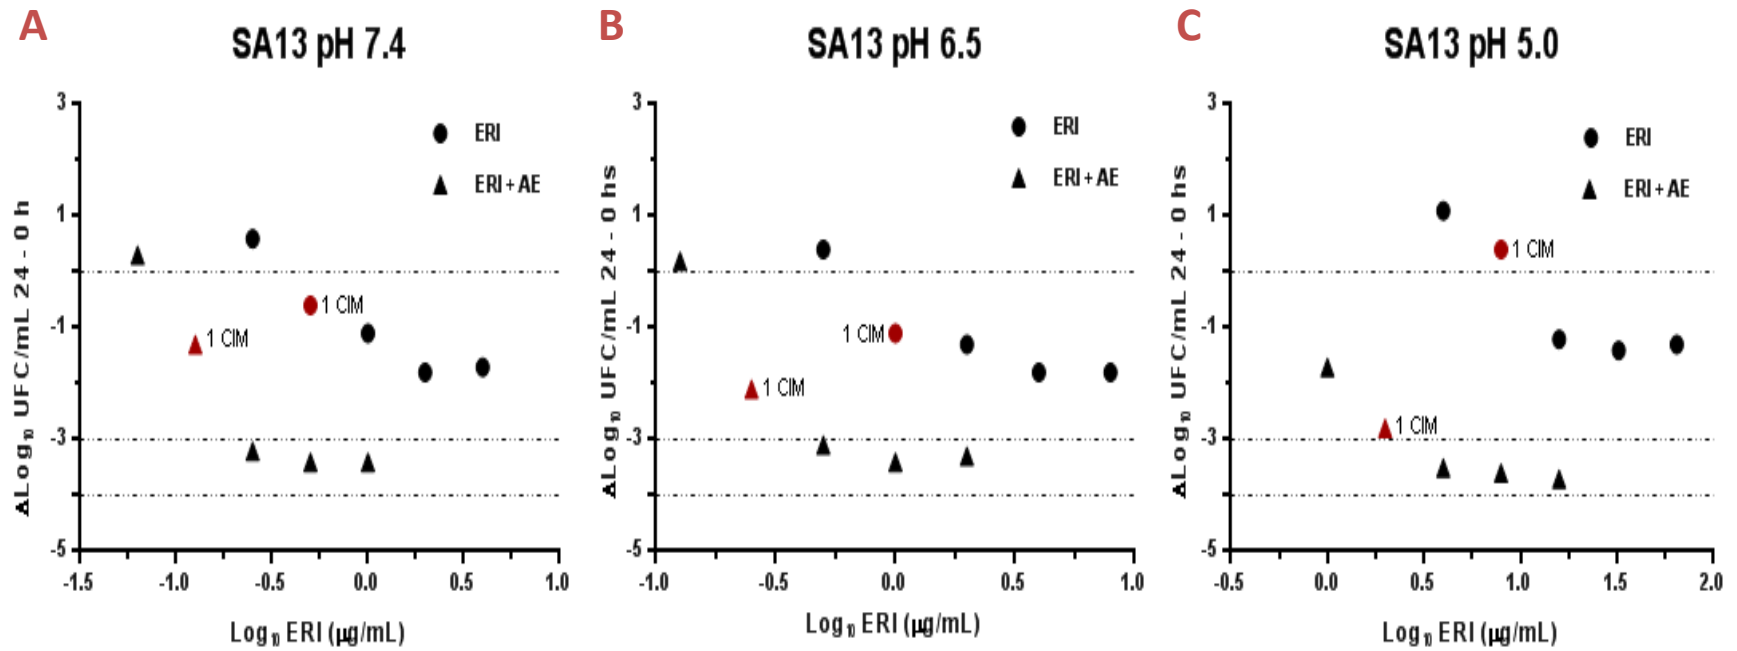 A
SA13 pH 7.4
3
1
-1
-3
-5
ΔLog₁₀ UFC/mL 24 - 0 h
ERI
ERI + AE
1 CIM
1 CIM
-1.5 -1.0 -0.5 0.0 0.5 1.0
Log₁₀ ERI (µg/mL)
B
SA13 pH 6.5
3
1
-1
-3
-5
ΔLog₁₀ UFC/mL 24 - 0 hs
ERI
ERI + AE
1 CIM
1 CIM
-1.0 -0.5 0.0 0.5 1.0
Log₁₀ ERI (µg/mL)
C
SA13 pH 5.0
3
1
-1
-3
-5
ΔLog₁₀ UFC/mL 24 - 0 hs
ERI
ERI + AE
1 CIM
1 CIM
-0.5 0.0 0.5 1.0 1.5 2.0
Log₁₀ ERI (µg/mL)